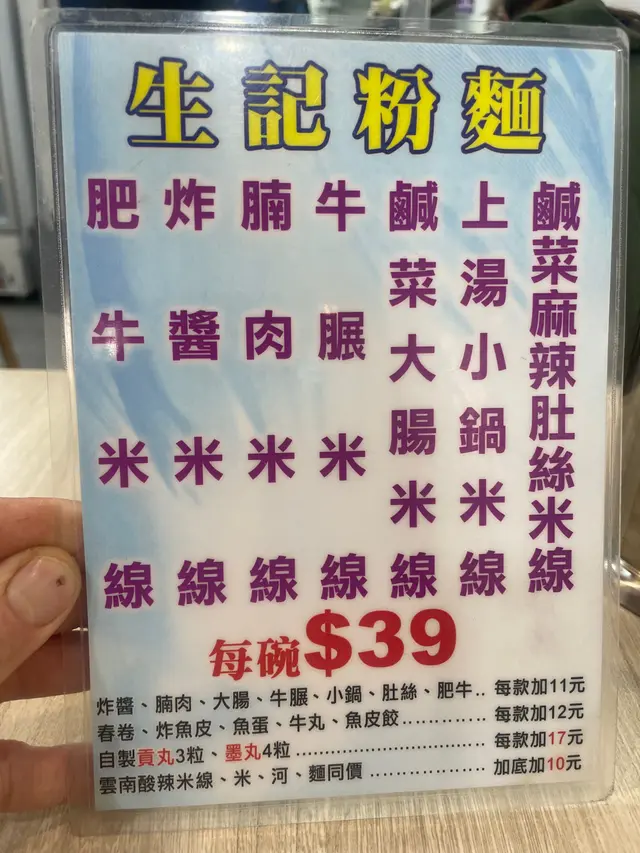 生記粉麵
鹹菜麻辣肚絲米線
上湯小鍋米線
鹹菜大腸米線
牛𦟌米線
腩肉米線
炸醬米線
肥牛米線
每碗$39
炸醬、腩肉、大腸、牛𦟌、小鍋、肚絲、肥牛.. 每款加11元
春卷、炸魚皮、魚蛋、牛丸、魚皮餃............ 每款加12元
自製貢丸3粒、墨丸4粒............................ 每款加17元
雲南酸辣米線、米、河、麵同價 ................. 加底加10元